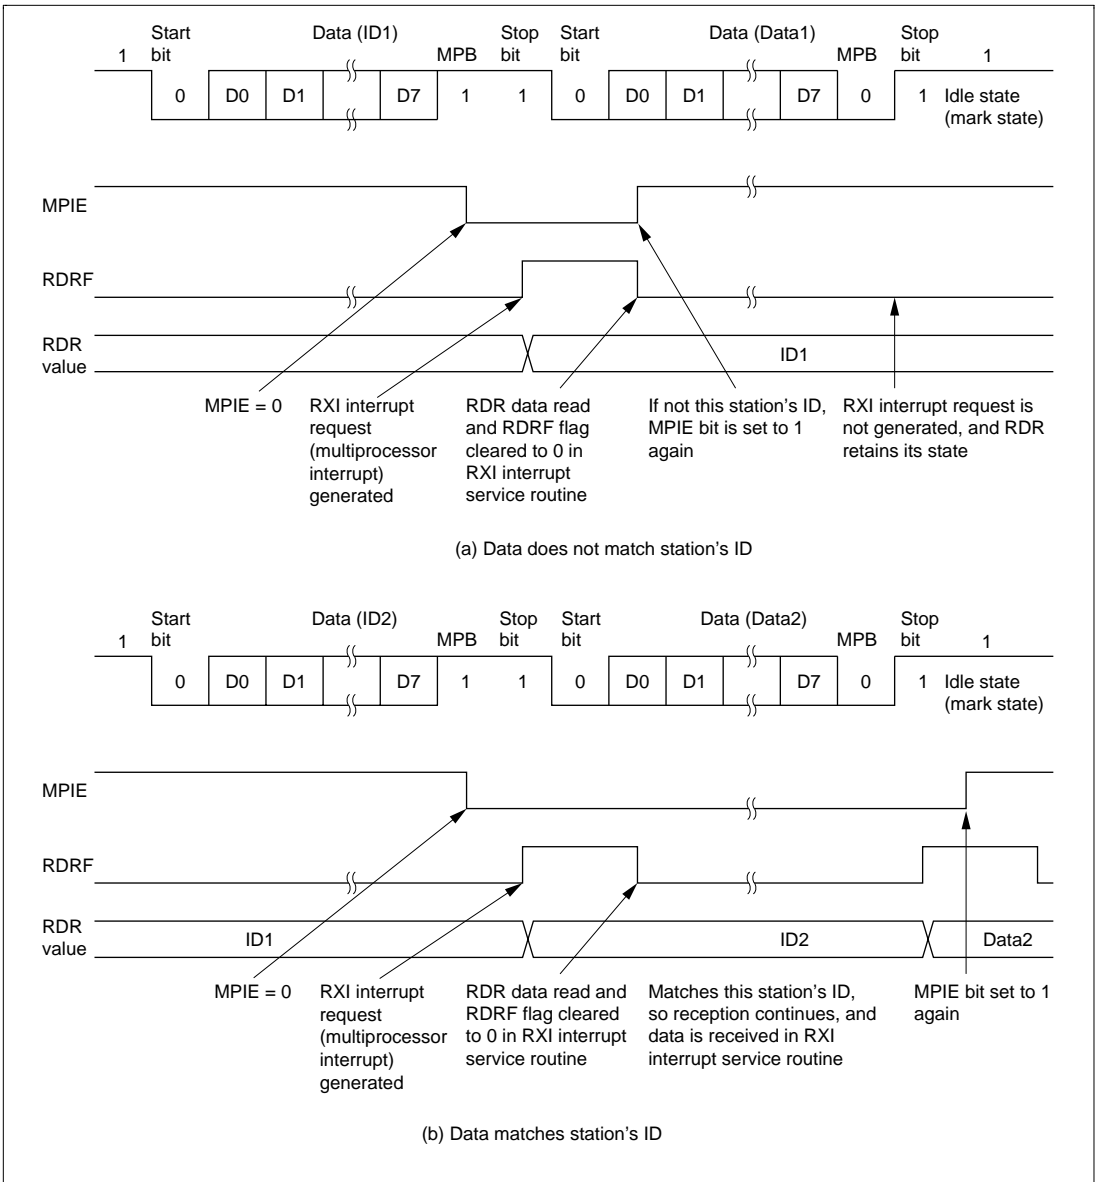 Start bit Data (ID1) MPB Stop bit Start bit Data (Data1) MPB Stop bit
1 1
0 D0 D1 D7 1 1 0 D0 D1 D7 0 1 Idle state
(mark state)
MPIE
RDRF
RDR
value
ID1
MPIE = 0
RXI interrupt
request
(multiprocessor
interrupt)
generated
RDR data read
and RDRF flag
cleared to 0 in
RXI interrupt
service routine
If not this station's ID,
MPIE bit is set to 1
again
RXI interrupt request is
not generated, and RDR
retains its state
(a) Data does not match station's ID
Start bit Data (ID2) MPB Stop bit Start bit Data (Data2) MPB Stop bit
1 1
0 D0 D1 D7 1 1 0 D0 D1 D7 0 1 Idle state
(mark state)
MPIE
RDRF
RDR
value
ID1 ID2 Data2
MPIE = 0
RXI interrupt
request
(multiprocessor
interrupt)
generated
RDR data read and
RDRF flag cleared
to 0 in RXI interrupt
service routine
Matches this station's ID,
so reception continues, and
data is received in RXI
interrupt service routine
MPIE bit set to 1
again
(b) Data matches station's ID